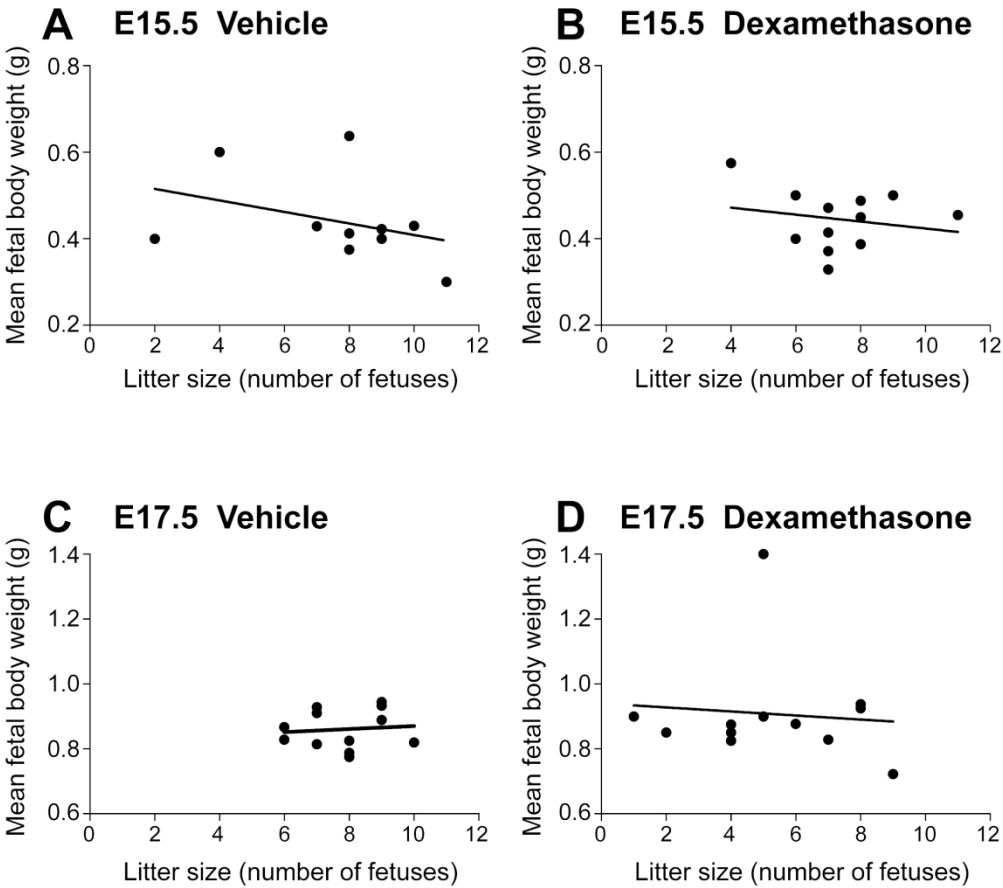 A E15.5 Vehicle
Mean fetal body weight (g)
0.8
0.6
0.4
0.2
0 2 4 6 8 10 12
Litter size (number of fetuses)
B E15.5 Dexamethasone
Mean fetal body weight (g)
0.8
0.6
0.4
0.2
0 2 4 6 8 10 12
Litter size (number of fetuses)
C E17.5 Vehicle
Mean fetal body weight (g)
1.4
1.2
1.0
0.8
0.6
0 2 4 6 8 10 12
Litter size (number of fetuses)
D E17.5 Dexamethasone
Mean fetal body weight (g)
1.4
1.2
1.0
0.8
0.6
0 2 4 6 8 10 12
Litter size (number of fetuses)